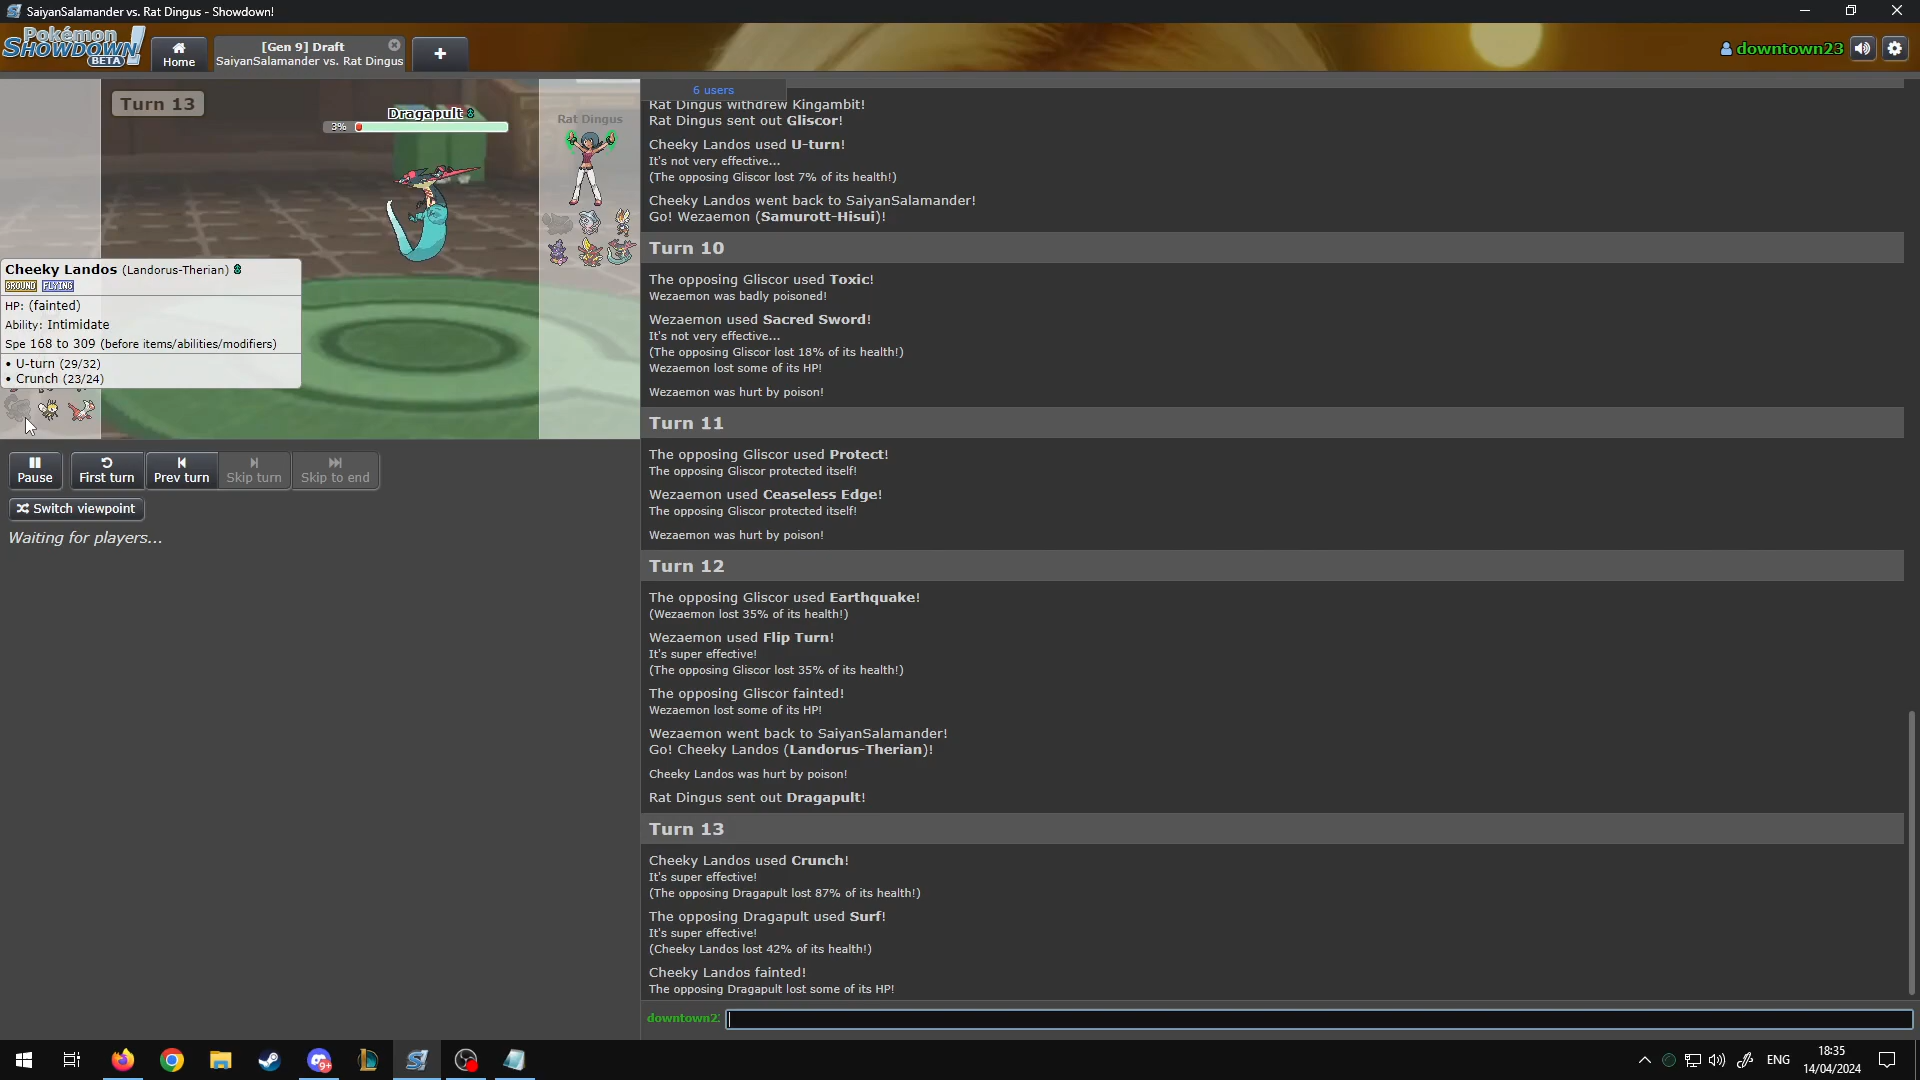 SaiyanSalamander vs. Rat Dingus - Showdown!
Pokémon
SHOWDOWN!
BETA
Home
[Gen 9] Draft
SaiyanSalamander vs. Rat Dingus
+
downtown23
Turn 13
Dragapult
3%
Rat Dingus
Cheeky Landos (Landorus-Therian)
GROUND FLYING
HP: (fainted)
Ability: Intimidate
Spe 168 to 309 (before items/abilities/modifiers)
• U-turn (29/32)
• Crunch (23/24)
Pause
First turn
Prev turn
Skip turn
Skip to end
Switch viewpoint
Waiting for players...
6 users
Rat Dingus withdrew Kingambit!
Rat Dingus sent out Gliscor!
Cheeky Landos used U-turn!
It's not very effective...
(The opposing Gliscor lost 7% of its health!)
Cheeky Landos went back to SaiyanSalamander!
Go! Wezaemon (Samurott-Hisui)!
Turn 10
The opposing Gliscor used Toxic!
Wezaemon was badly poisoned!
Wezaemon used Sacred Sword!
It's not very effective...
(The opposing Gliscor lost 18% of its health!)
Wezaemon lost some of its HP!
Wezaemon was hurt by poison!
Turn 11
The opposing Gliscor used Protect!
The opposing Gliscor protected itself!
Wezaemon used Ceaseless Edge!
The opposing Gliscor protected itself!
Wezaemon was hurt by poison!
Turn 12
The opposing Gliscor used Earthquake!
(Wezaemon lost 35% of its health!)
Wezaemon used Flip Turn!
It's super effective!
(The opposing Gliscor lost 35% of its health!)
The opposing Gliscor fainted!
Wezaemon lost some of its HP!
Wezaemon went back to SaiyanSalamander!
Go! Cheeky Landos (Landorus-Therian)!
Cheeky Landos was hurt by poison!
Rat Dingus sent out Dragapult!
Turn 13
Cheeky Landos used Crunch!
It's super effective!
(The opposing Dragapult lost 87% of its health!)
The opposing Dragapult used Surf!
It's super effective!
(Cheeky Landos lost 42% of its health!)
Cheeky Landos fainted!
The opposing Dragapult lost some of its HP!
downtown2
9+
ENG
18:35
14/04/2024